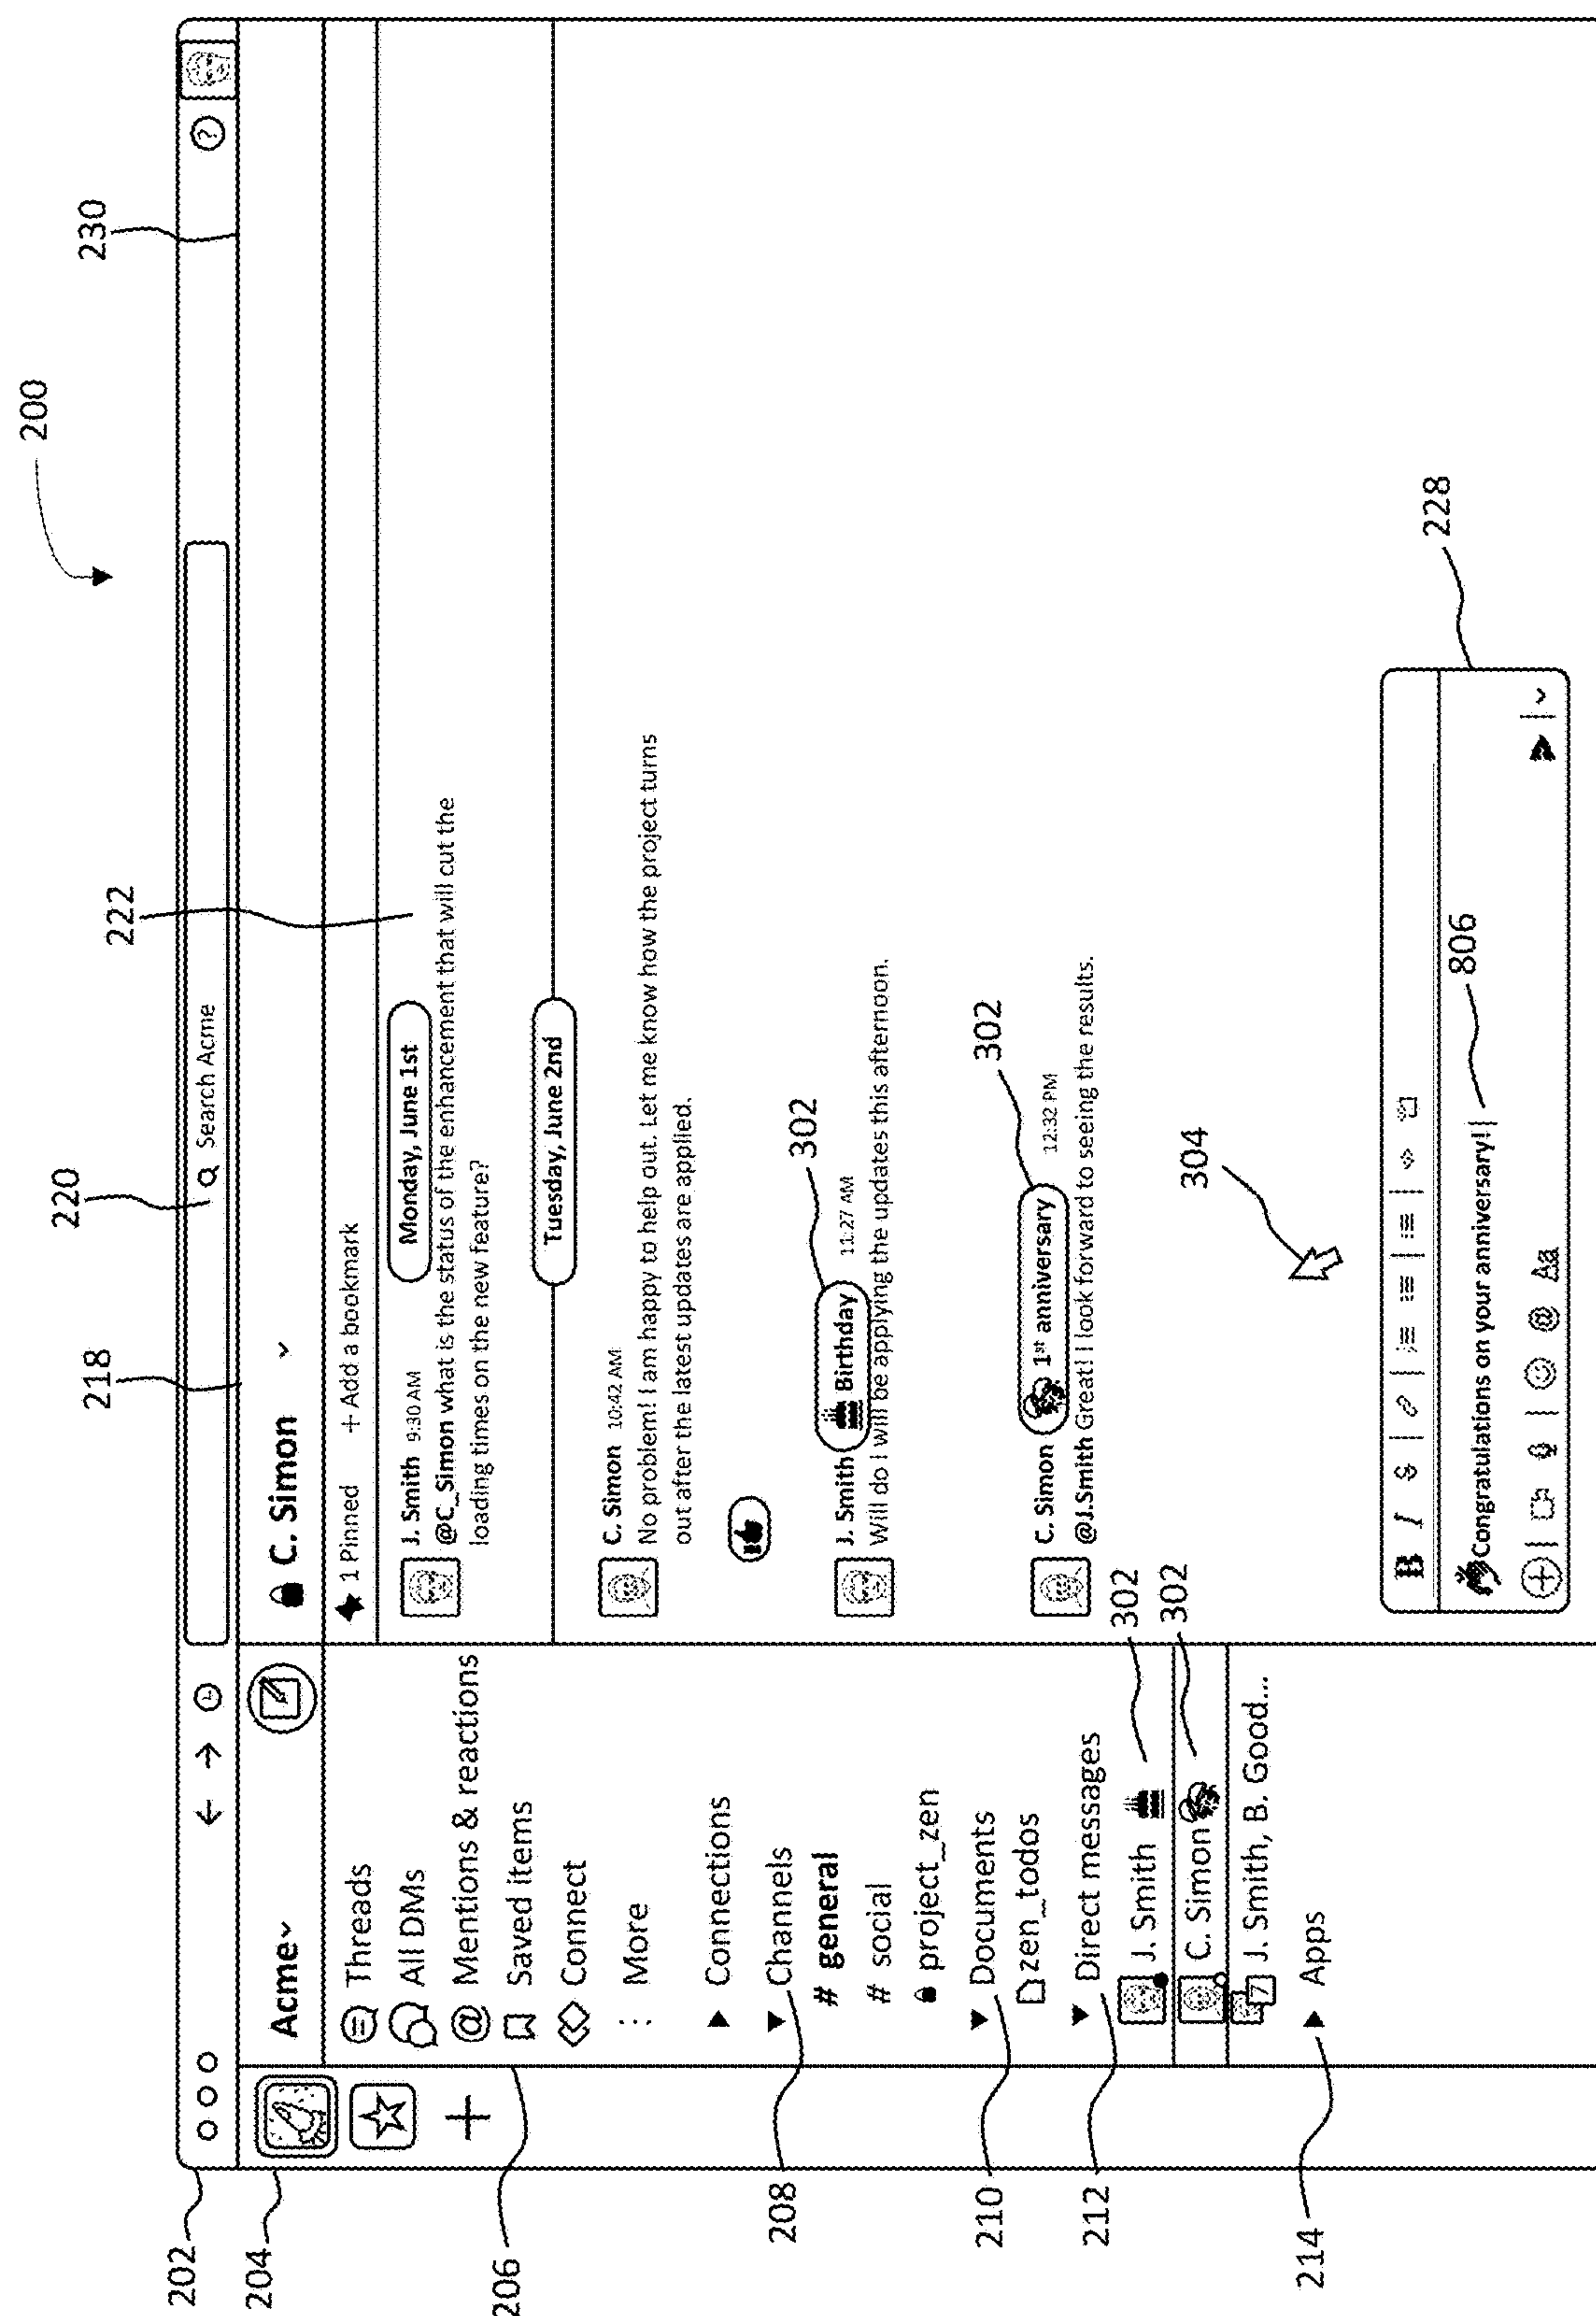 200
202
204
206
208
210
212
214
218
220
222
230
Search Acme
?
Acme
Threads
All DMs
@ Mentions & reactions
Saved items
Connect
More
Connections
Channels
# general
# social
project_zen
Documents
zen_todos
Direct messages
J. Smith
302
C. Simon
302
7 J. Smith, B. Good...
Apps
C. Simon
1 Pinned + Add a bookmark
Monday, June 1st
J. Smith 9:30 AM
@C_Simon what is the status of the enhancement that will cut the
loading times on the new feature?
Tuesday, June 2nd
C. Simon 10:42 AM
No problem! I am happy to help out. Let me know how the project turns
out after the latest updates are applied.
302
J. Smith Birthday 11:27 AM
Will do I will be applying the updates this afternoon.
302
C. Simon 1st anniversary 12:32 PM
@J.Smith Great! I look forward to seeing the results.
304
228
B I S
Congratulations on your anniversary!|
806
@ Aa